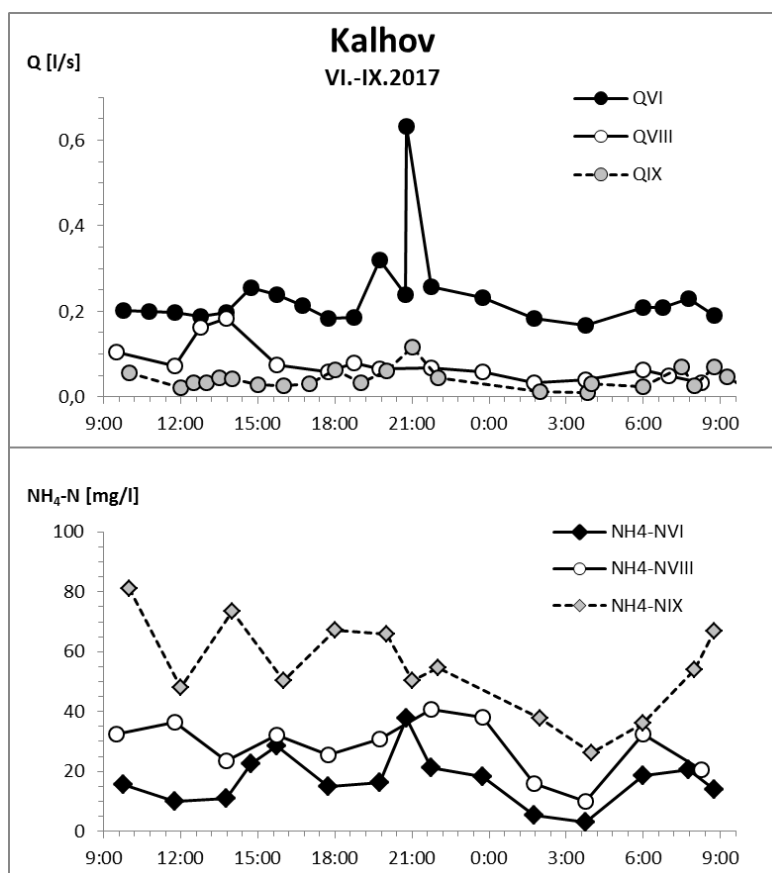 Kalhov
Q [l/s]
VI.-IX.2017
QVI
QVIII
QIX
0,6
0,4
0,2
0,0
9:00 12:00 15:00 18:00 21:00 0:00 3:00 6:00 9:00
NH₄-N [mg/l]
NH4-NVI
NH4-NVIII
NH4-NIX
100
80
60
40
20
0
9:00 12:00 15:00 18:00 21:00 0:00 3:00 6:00 9:00